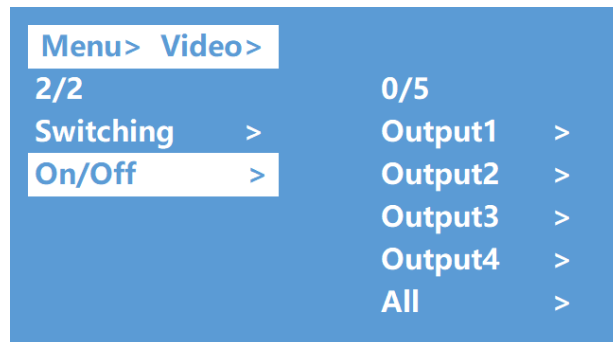 Menu> Video>
2/2
Switching >
On/Off >
0/5
Output1 >
Output2 >
Output3 >
Output4 >
All >